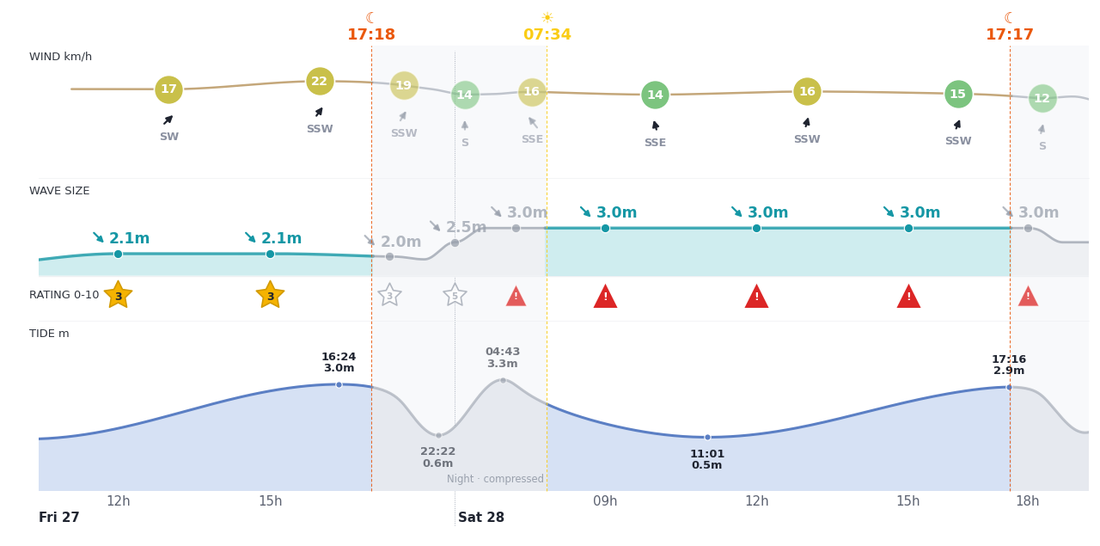 17:18
07:34
17:17
WIND km/h
17
22
19
14
16
14
16
15
12
SW
SSW
SSW
S
SSE
SSE
SSW
SSW
S
WAVE SIZE
2.1m
2.1m
2.0m
2.5m
3.0m
3.0m
3.0m
3.0m
3.0m
RATING 0-10
3
3
3
5
!
!
!
!
!
TIDE m
16:24
3.0m
04:43
3.3m
17:16
2.9m
22:22
0.6m
11:01
0.5m
Night · compressed
12h
15h
09h
12h
15h
18h
Fri 27
Sat 28